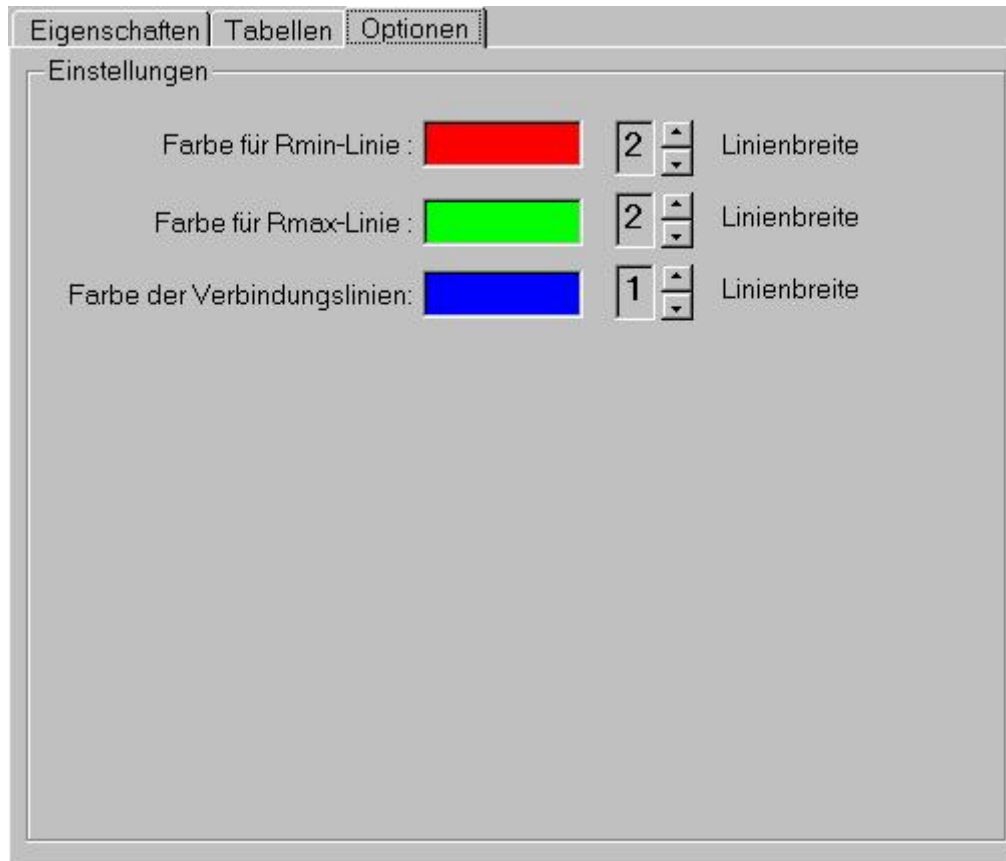 Eigenschaften Tabellen Optionen
Einstellungen
Farbe für Rmin-Linie : 2 Linienbreite
Farbe für Rmax-Linie : 2 Linienbreite
Farbe der Verbindungslinien: 1 Linienbreite